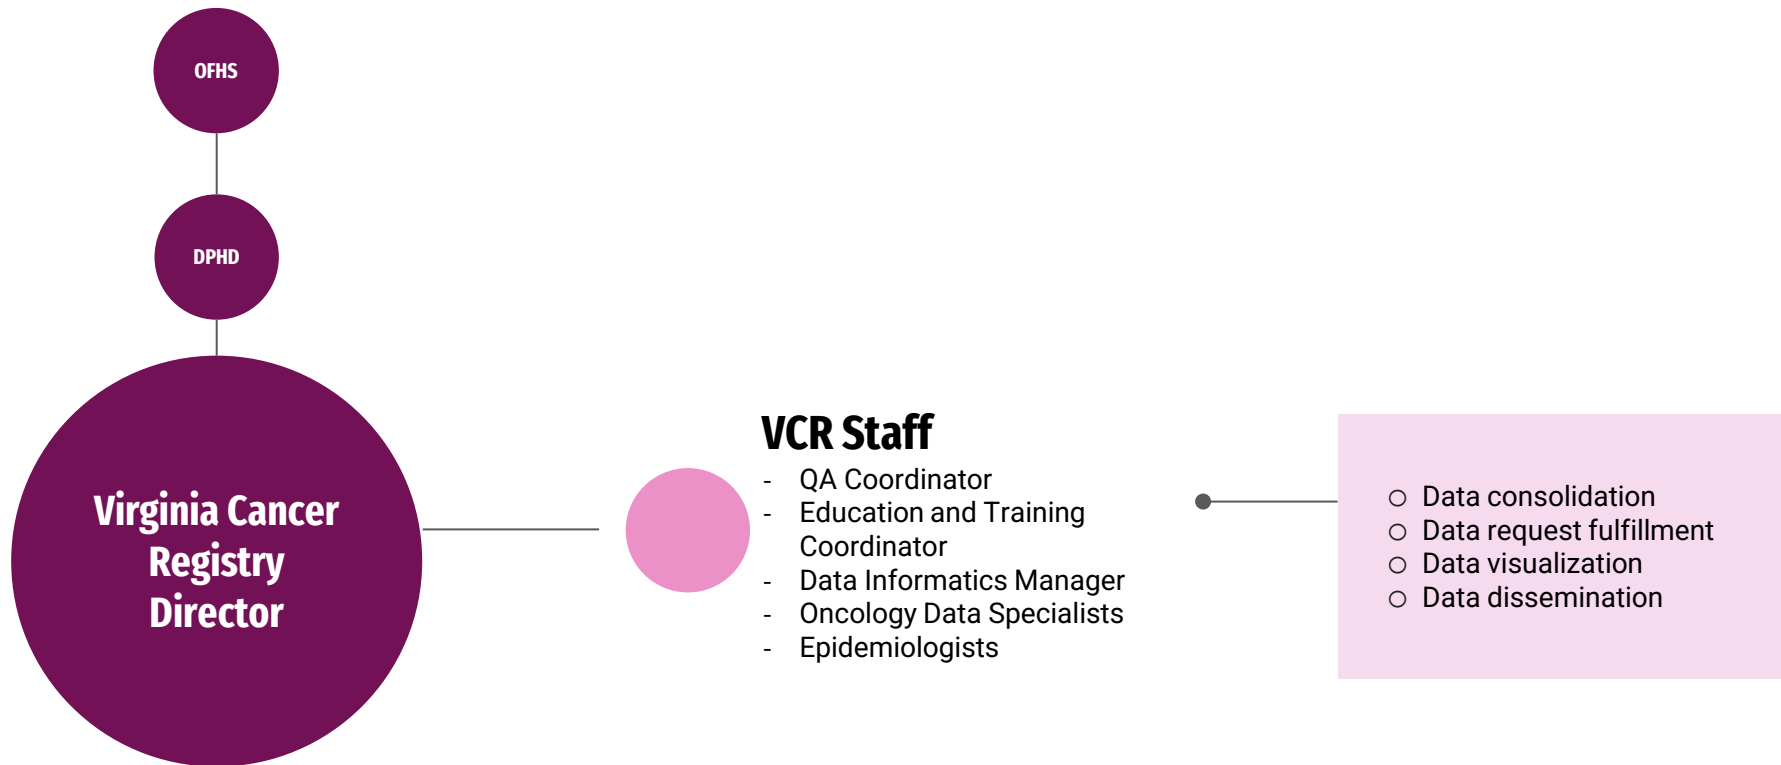 OFHS
DPHD
Virginia Cancer
Registry
Director
VCR Staff
- QA Coordinator
- Education and Training
Coordinator
- Data Informatics Manager
- Oncology Data Specialists
- Epidemiologists
○ Data consolidation
○ Data request fulfillment
○ Data visualization
○ Data dissemination